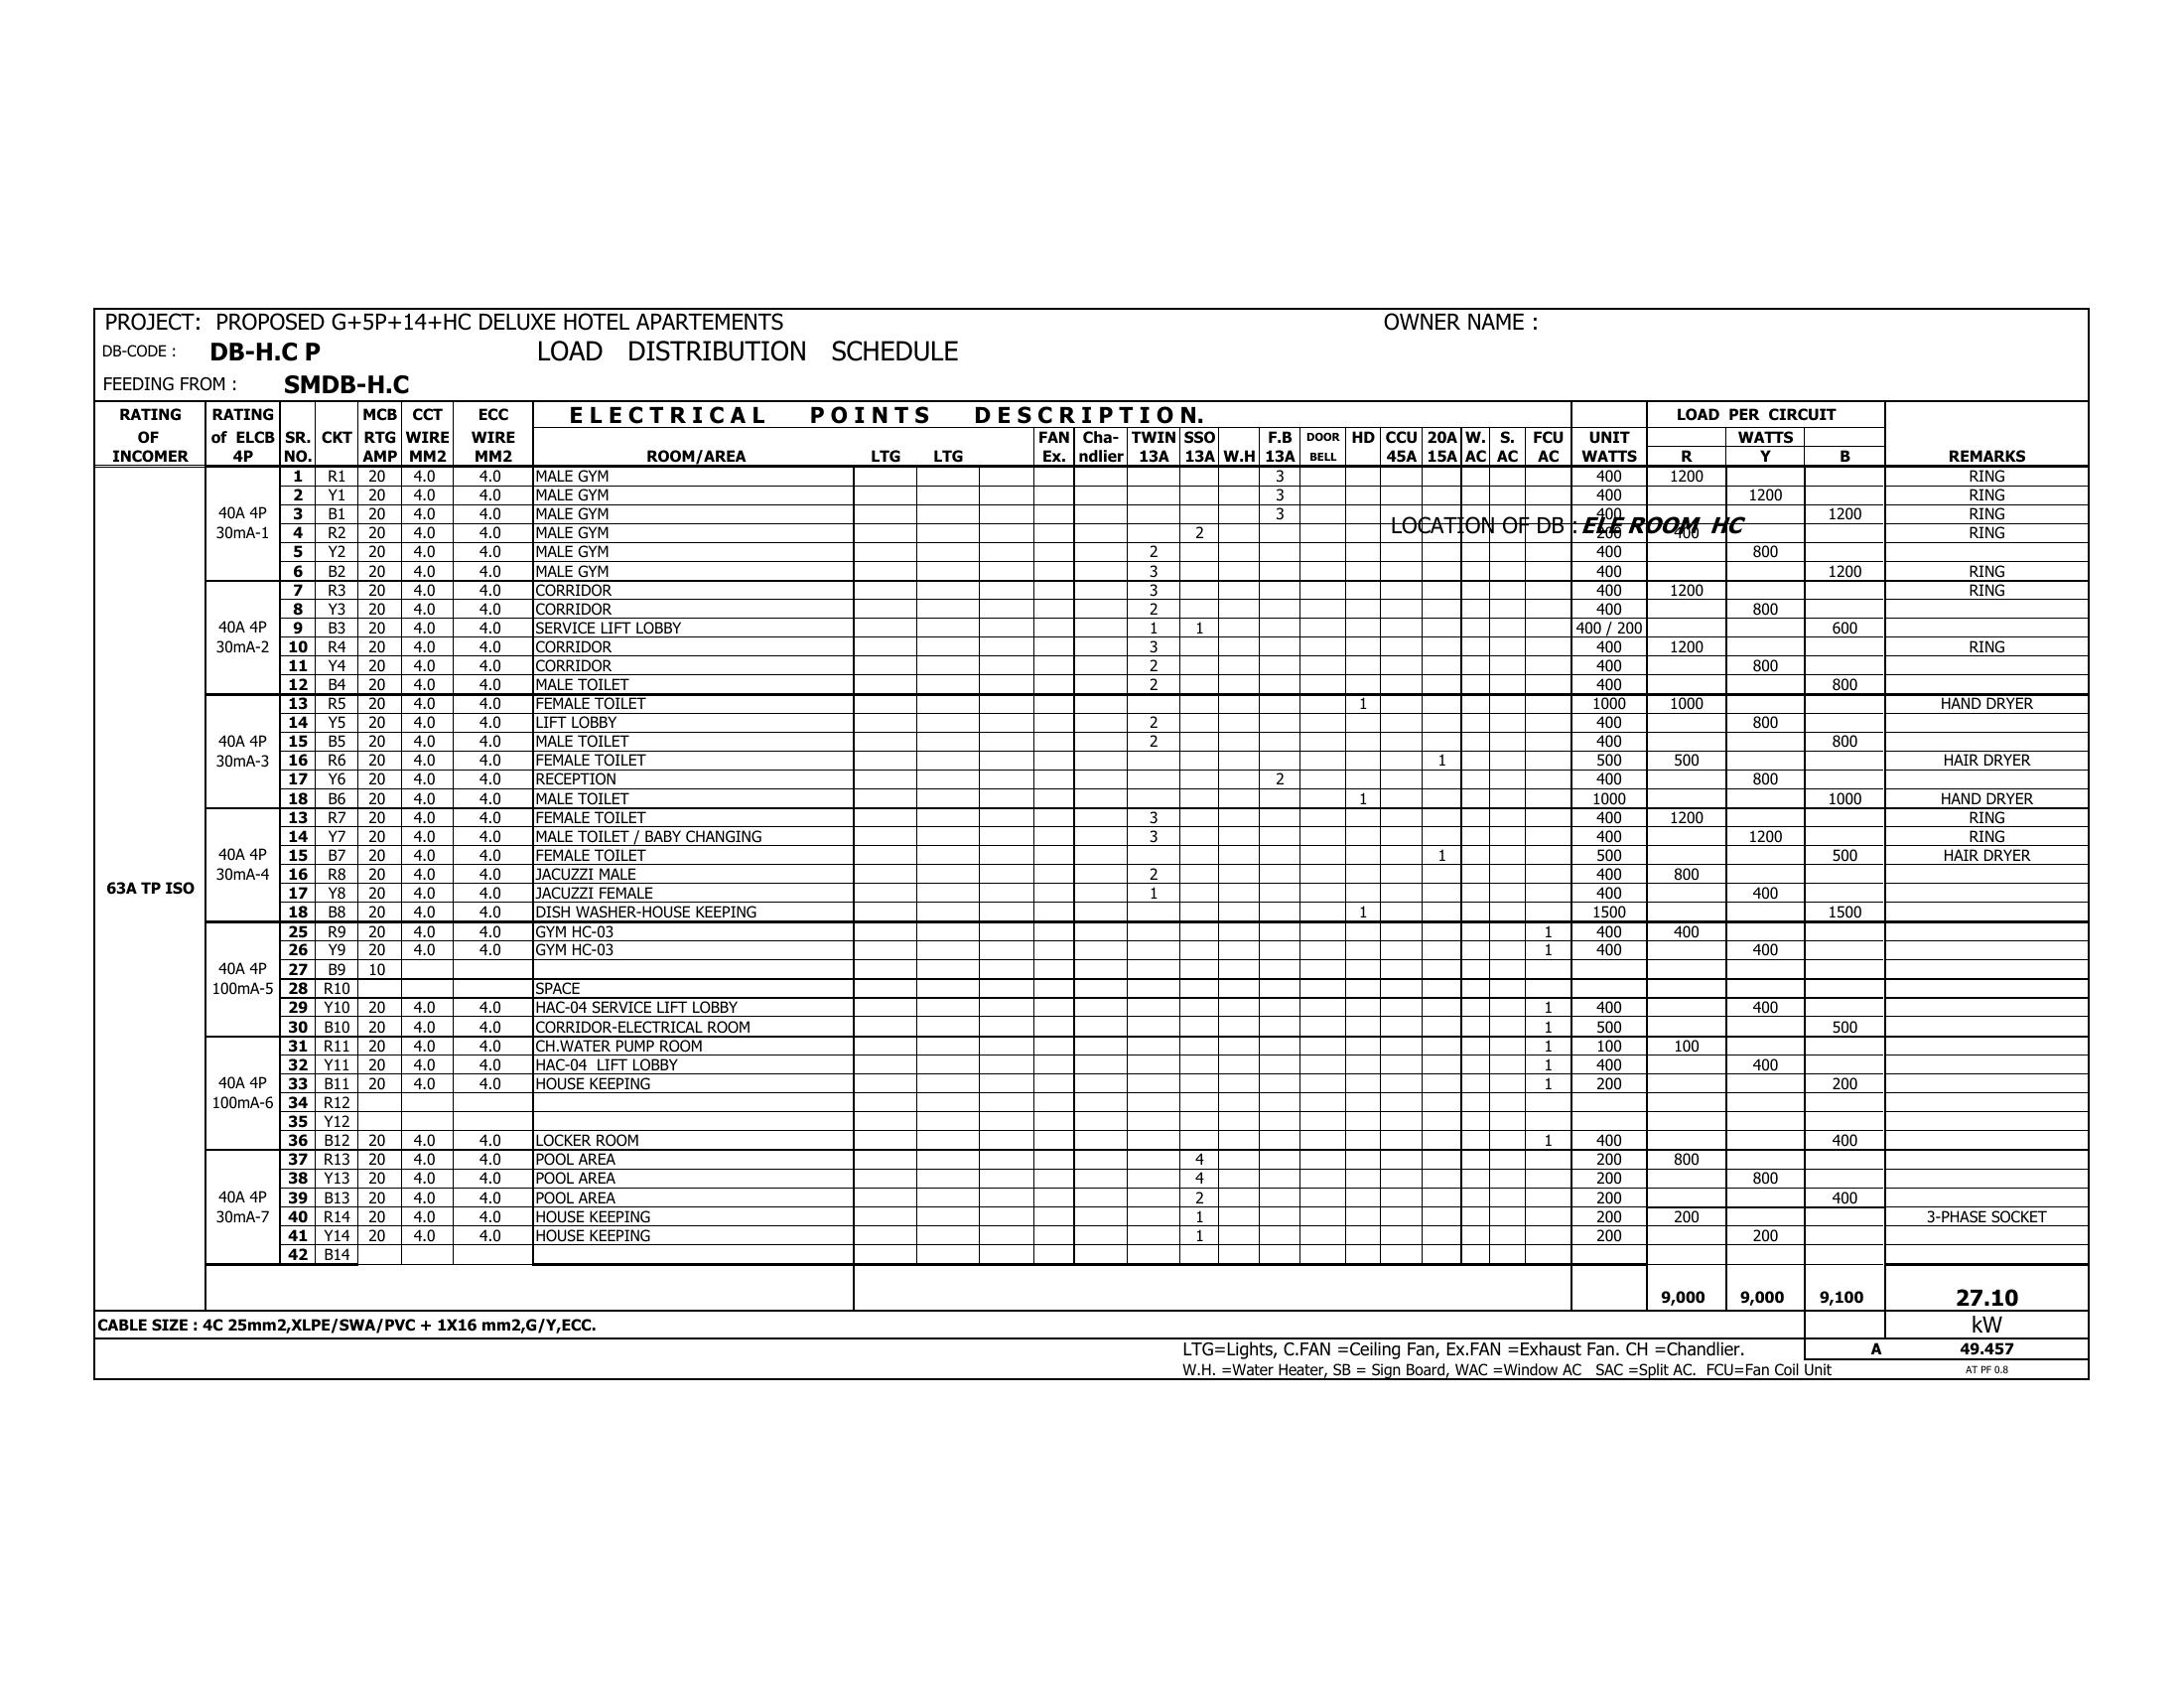 PROJECT: PROPOSED G+5P+14+HC DELUXE HOTEL APARTEMENTS OWNER NAME :
DB-CODE : DB-H.C P LOAD DISTRIBUTION SCHEDULE
FEEDING FROM : SMDB-H.C
RATING RATING MCB CCT ECC ELECTRICAL POINTS DESCRIPTION. LOAD PER CIRCUIT
OF of ELCB SR. CKT RTG WIRE WIRE FAN Cha- TWIN SSO F.B DOOR HD CCU 20A W. S. FCU UNIT WATTS
INCOMER 4P NO. AMP MM2 MM2 ROOM/AREA LTG LTG Ex. ndlier 13A 13A W.H 13A BELL 45A 15A AC AC AC WATTS R Y B REMARKS
1 R1 20 4.0 4.0 MALE GYM 3 400 1200 RING
2 Y1 20 4.0 4.0 MALE GYM 3 400 1200 RING
40A 4P 3 B1 20 4.0 4.0 MALE GYM 3 400 1200 RING
LOCATION OF DB : ELE ROOM HC
30mA-1 4 R2 20 4.0 4.0 MALE GYM 2 200 400 RING
5 Y2 20 4.0 4.0 MALE GYM 2 400 800
6 B2 20 4.0 4.0 MALE GYM 3 400 1200 RING
7 R3 20 4.0 4.0 CORRIDOR 3 400 1200 RING
8 Y3 20 4.0 4.0 CORRIDOR 2 400 800
40A 4P 9 B3 20 4.0 4.0 SERVICE LIFT LOBBY 1 1 400 / 200 600
30mA-2 10 R4 20 4.0 4.0 CORRIDOR 3 400 1200 RING
11 Y4 20 4.0 4.0 CORRIDOR 2 400 800
12 B4 20 4.0 4.0 MALE TOILET 2 400 800
13 R5 20 4.0 4.0 FEMALE TOILET 1 1000 1000 HAND DRYER
14 Y5 20 4.0 4.0 LIFT LOBBY 2 400 800
40A 4P 15 B5 20 4.0 4.0 MALE TOILET 2 400 800
30mA-3 16 R6 20 4.0 4.0 FEMALE TOILET 1 500 500 HAIR DRYER
17 Y6 20 4.0 4.0 RECEPTION 2 400 800
18 B6 20 4.0 4.0 MALE TOILET 1 1000 1000 HAND DRYER
13 R7 20 4.0 4.0 FEMALE TOILET 3 400 1200 RING
14 Y7 20 4.0 4.0 MALE TOILET / BABY CHANGING 3 400 1200 RING
40A 4P 15 B7 20 4.0 4.0 FEMALE TOILET 1 500 500 HAIR DRYER
30mA-4 16 R8 20 4.0 4.0 JACUZZI MALE 2 400 800
63A TP ISO 17 Y8 20 4.0 4.0 JACUZZI FEMALE 1 400 400
18 B8 20 4.0 4.0 DISH WASHER-HOUSE KEEPING 1 1500 1500
25 R9 20 4.0 4.0 GYM HC-03 1 400 400
26 Y9 20 4.0 4.0 GYM HC-03 1 400 400
40A 4P 27 B9 10
100mA-5 28 R10 SPACE
29 Y10 20 4.0 4.0 HAC-04 SERVICE LIFT LOBBY 1 400 400
30 B10 20 4.0 4.0 CORRIDOR-ELECTRICAL ROOM 1 500 500
31 R11 20 4.0 4.0 CH.WATER PUMP ROOM 1 100 100
32 Y11 20 4.0 4.0 HAC-04 LIFT LOBBY 1 400 400
40A 4P 33 B11 20 4.0 4.0 HOUSE KEEPING 1 200 200
100mA-6 34 R12
35 Y12
36 B12 20 4.0 4.0 LOCKER ROOM 1 400 400
37 R13 20 4.0 4.0 POOL AREA 4 200 800
38 Y13 20 4.0 4.0 POOL AREA 4 200 800
40A 4P 39 B13 20 4.0 4.0 POOL AREA 2 200 400
30mA-7 40 R14 20 4.0 4.0 HOUSE KEEPING 1 200 200 3-PHASE SOCKET
41 Y14 20 4.0 4.0 HOUSE KEEPING 1 200 200
42 B14
9,000 9,000 9,100 27.10
CABLE SIZE : 4C 25mm2,XLPE/SWA/PVC + 1X16 mm2,G/Y,ECC. kW
LTG=Lights, C.FAN =Ceiling Fan, Ex.FAN =Exhaust Fan. CH =Chandlier. A 49.457
W.H. =Water Heater, SB = Sign Board, WAC =Window AC SAC =Split AC. FCU=Fan Coil Unit AT PF 0.8